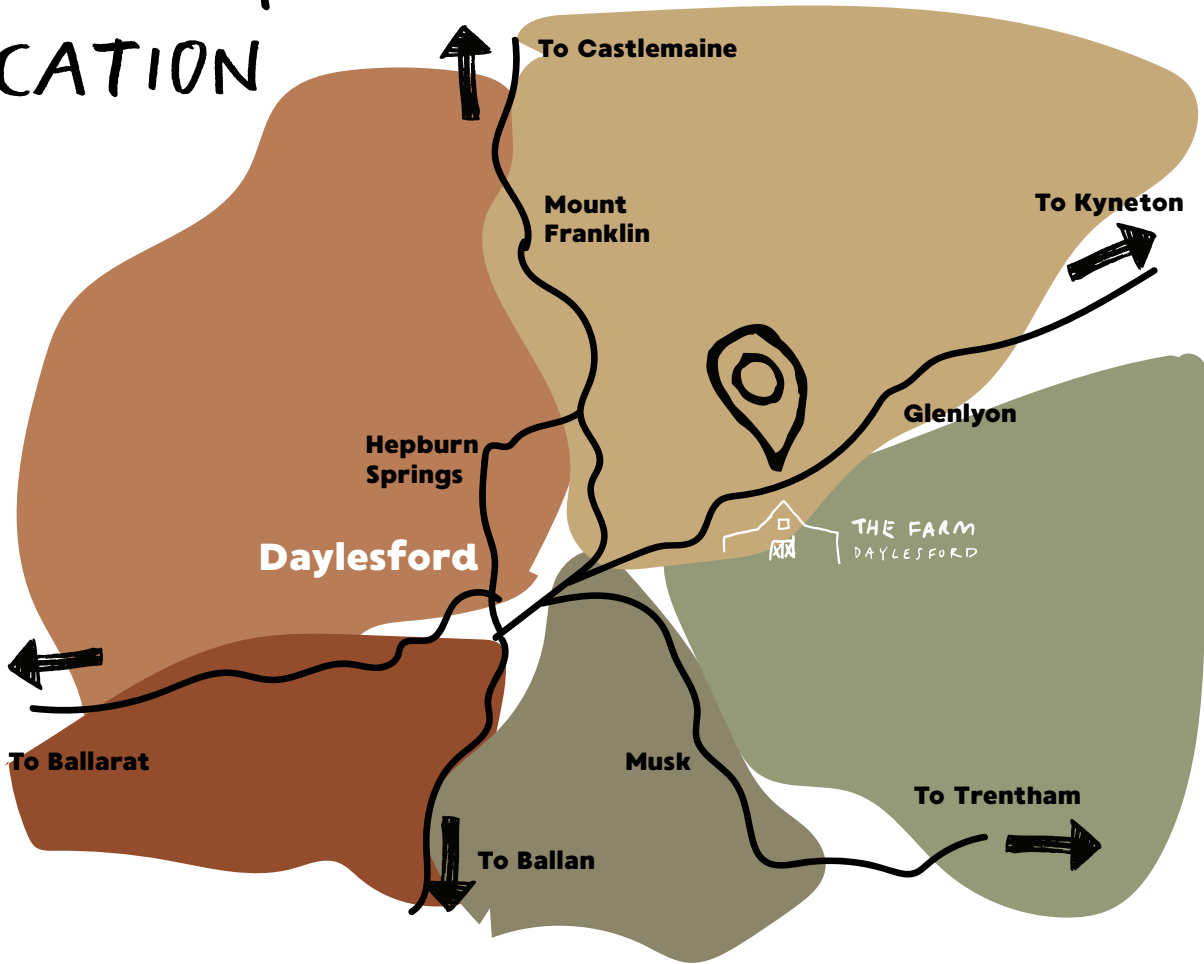 CATION
To Castlemaine
Mount
Franklin
To Kyneton
Glenlyon
Hepburn
Springs
Daylesford
THE FARM
DAYLESFORD
To Ballarat
Musk
To Trentham
To Ballan